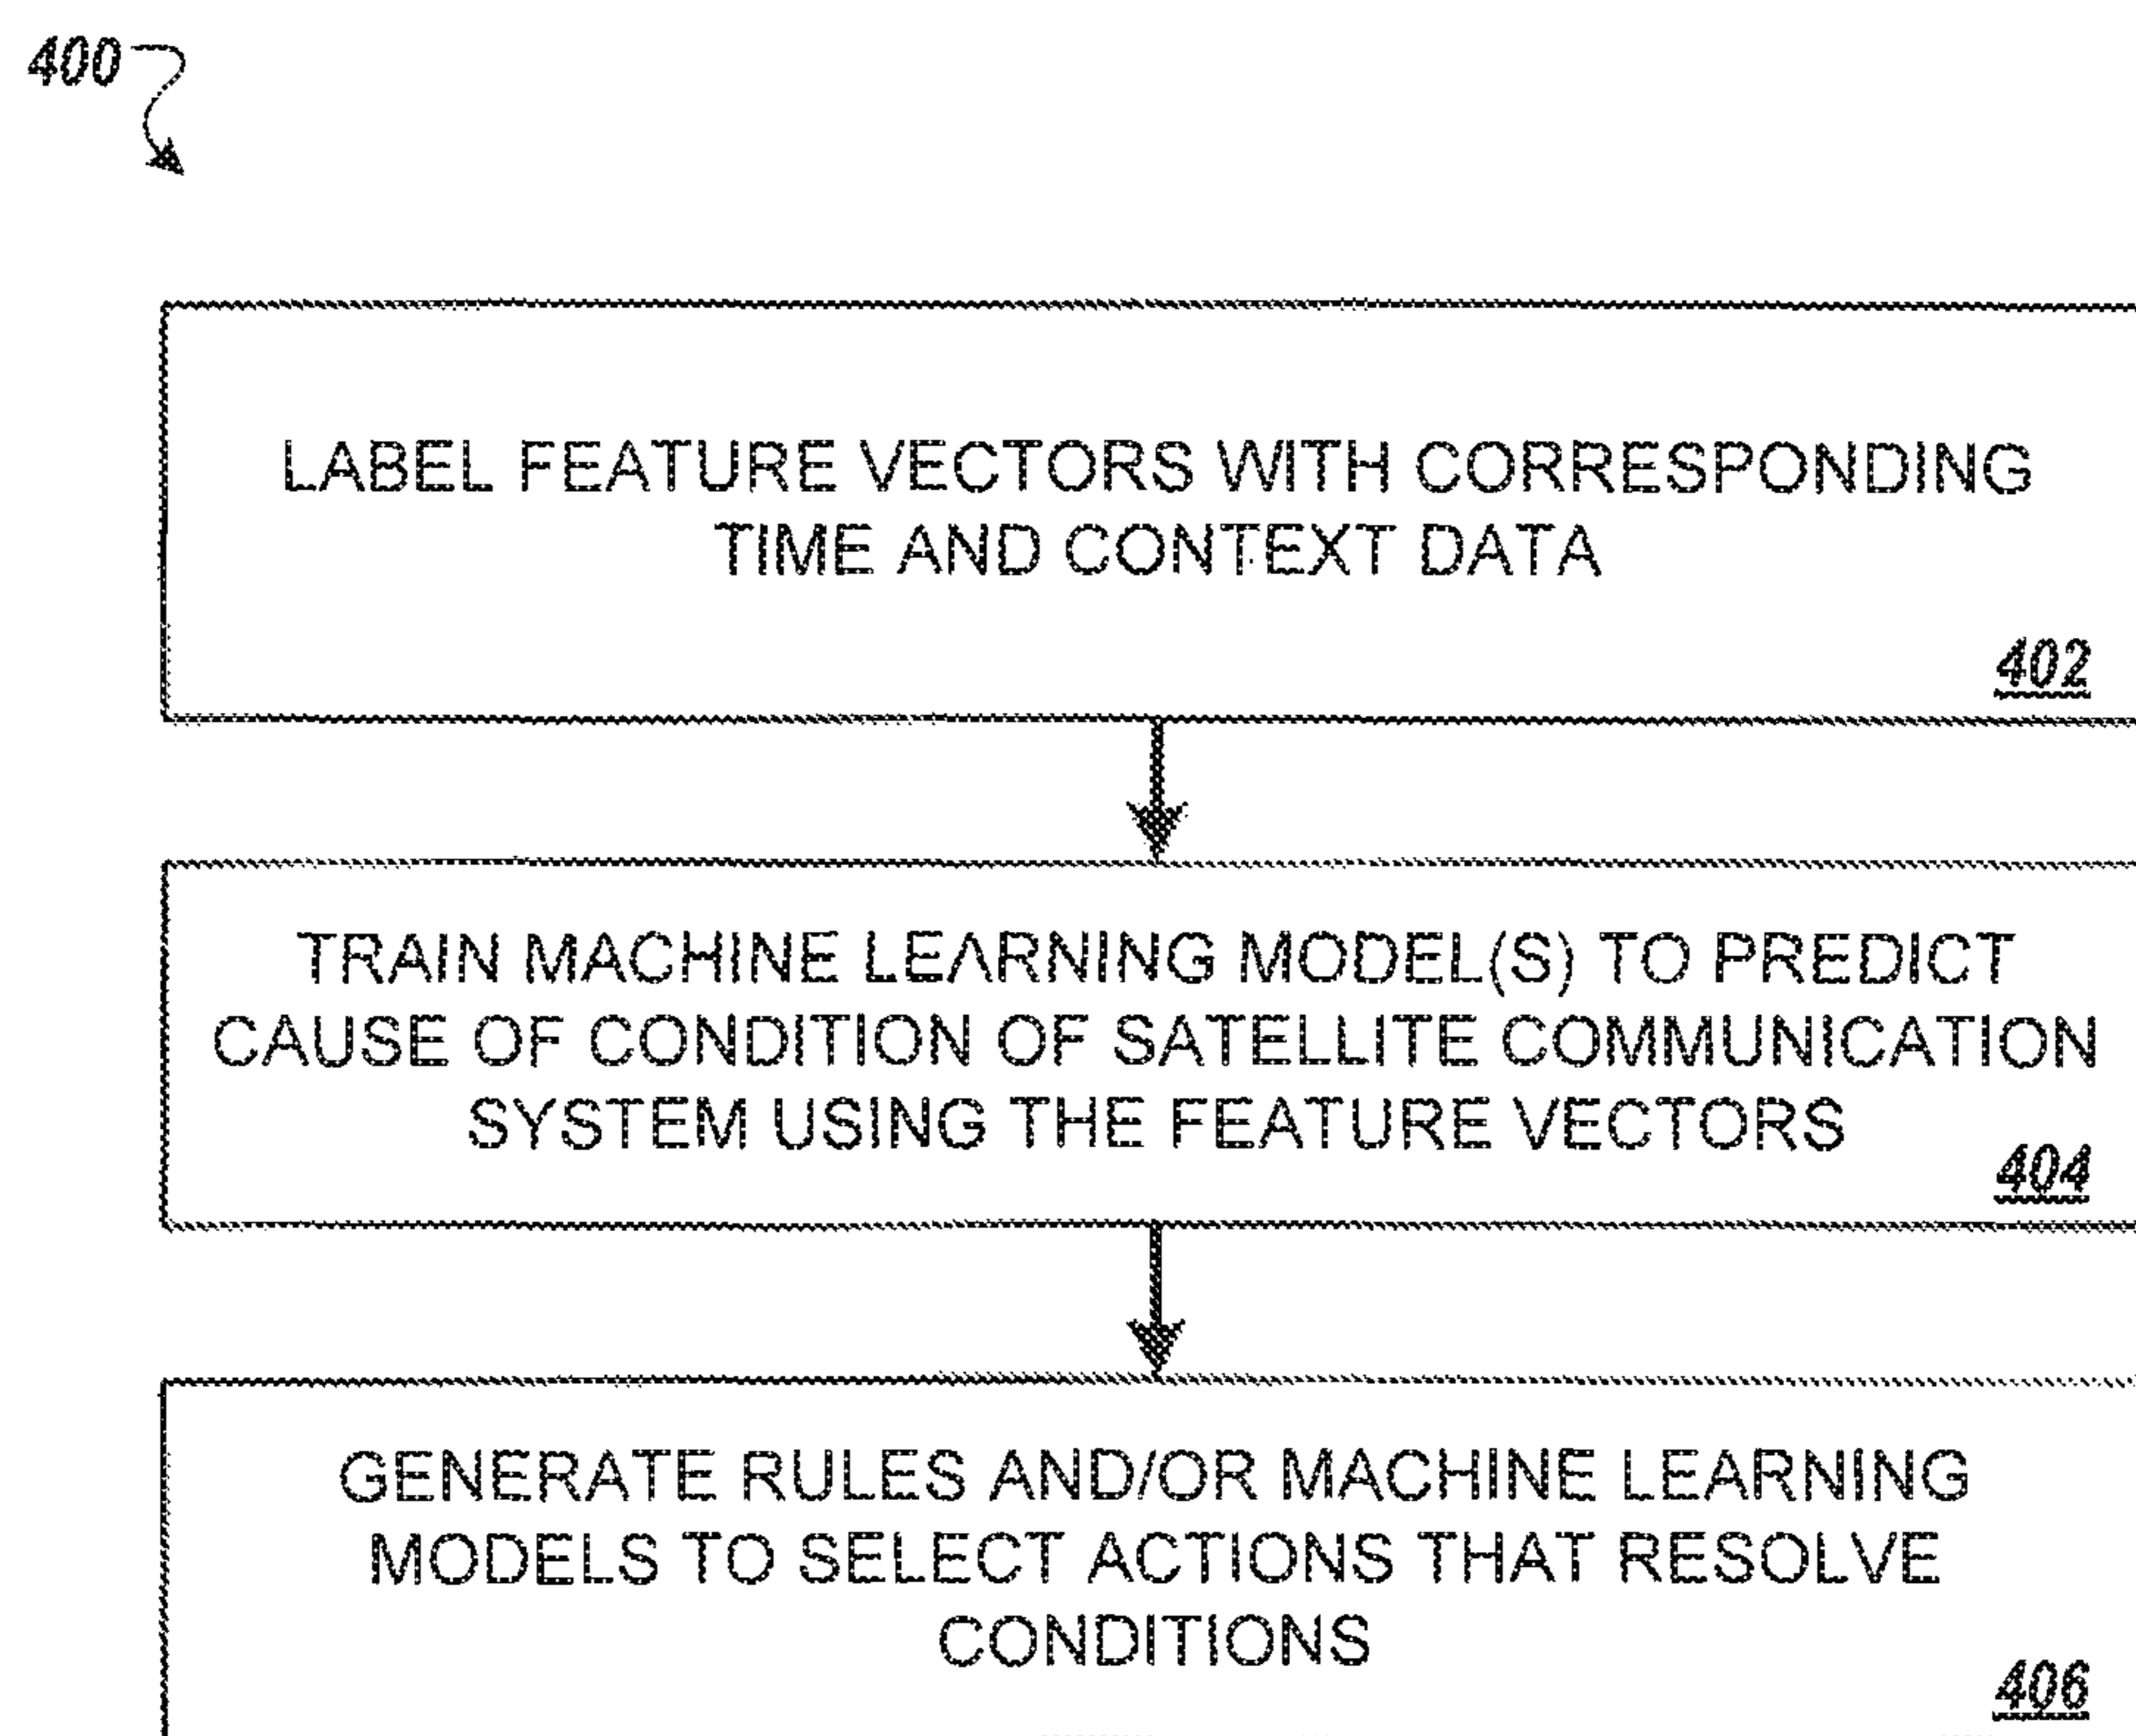 400
LABEL FEATURE VECTORS WITH CORRESPONDING
TIME AND CONTEXT DATA
402
TRAIN MACHINE LEARNING MODEL(S) TO PREDICT
CAUSE OF CONDITION OF SATELLITE COMMUNICATION
SYSTEM USING THE FEATURE VECTORS
404
GENERATE RULES AND/OR MACHINE LEARNING
MODELS TO SELECT ACTIONS THAT RESOLVE
CONDITIONS
406